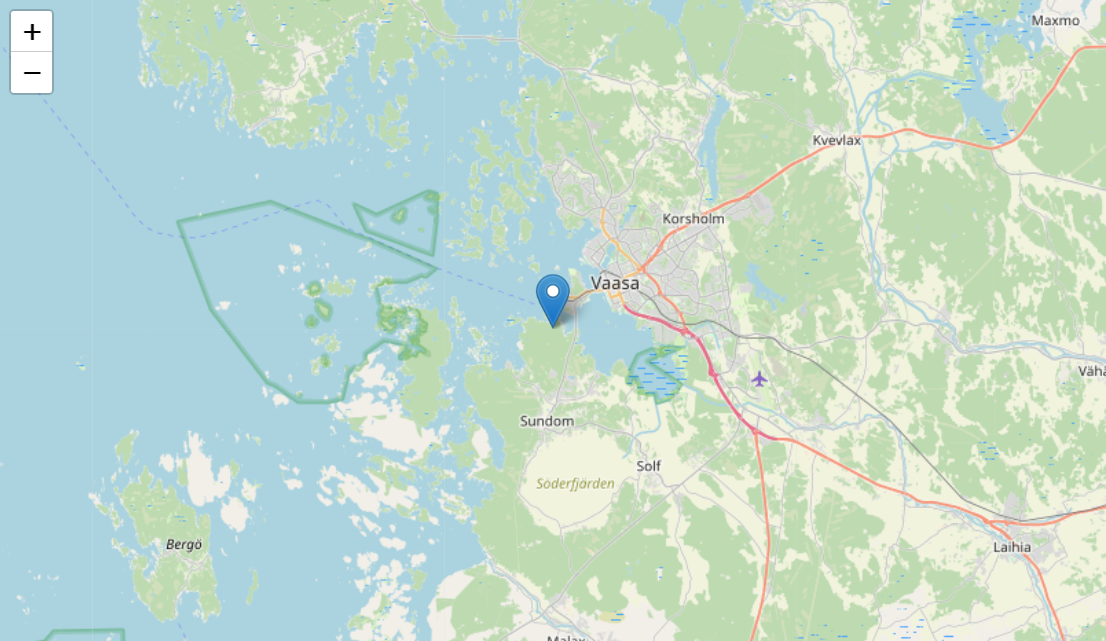 +
−
Maxmo
Kvevlax
Korsholm
Vaasa
Vähä
Sundom
Solf
Söderfjärden
Bergö
Laihia
Malax